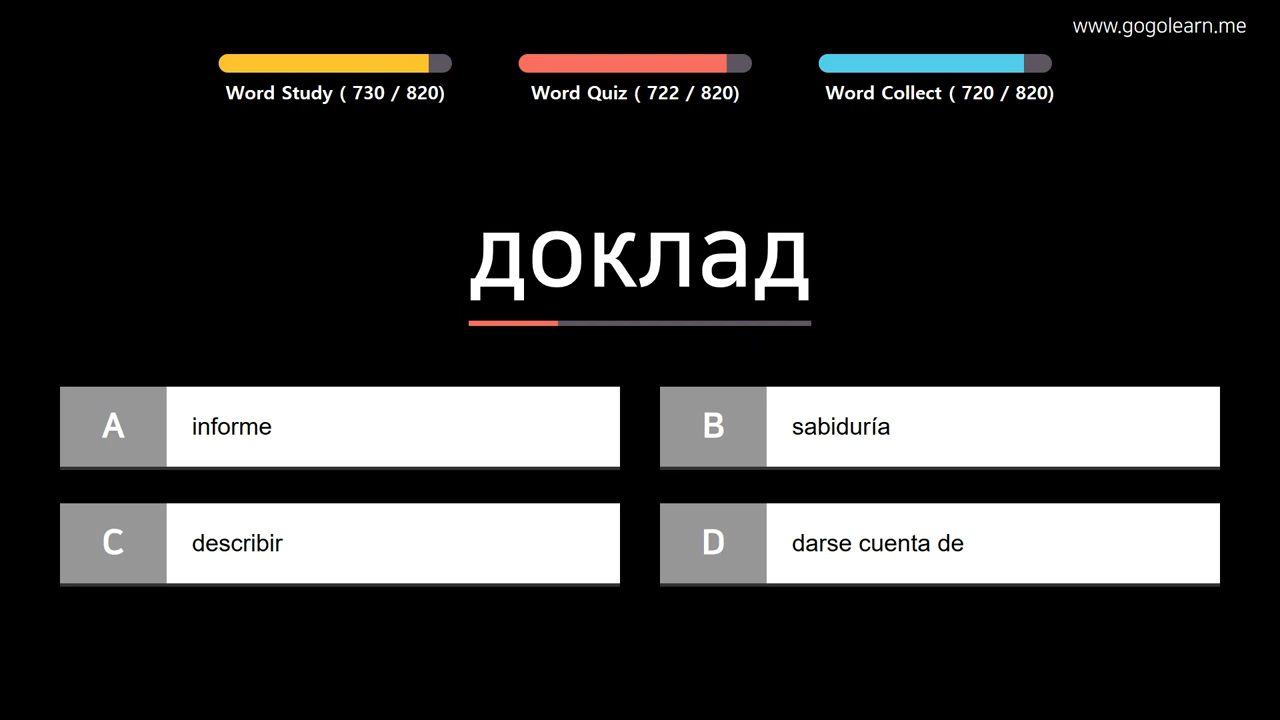 www.gogolearn.me
Word Study ( 730 / 820)
Word Quiz ( 722 / 820)
Word Collect ( 720 / 820)
доклад
A informe
B sabiduría
C describir
D darse cuenta de